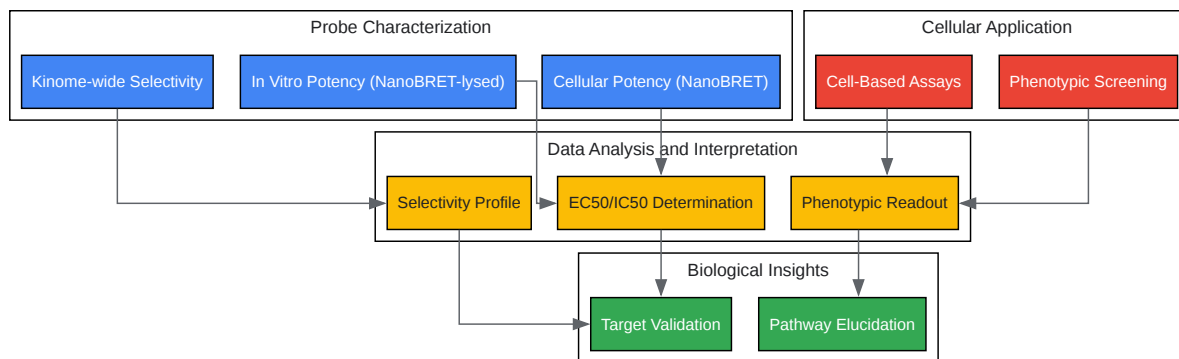 Probe Characterization
Kinome-wide Selectivity
In Vitro Potency (NanoBRET-lysed)
Cellular Potency (NanoBRET)
Cellular Application
Cell-Based Assays
Phenotypic Screening
Data Analysis and Interpretation
Selectivity Profile
EC50/IC50 Determination
Phenotypic Readout
Biological Insights
Target Validation
Pathway Elucidation